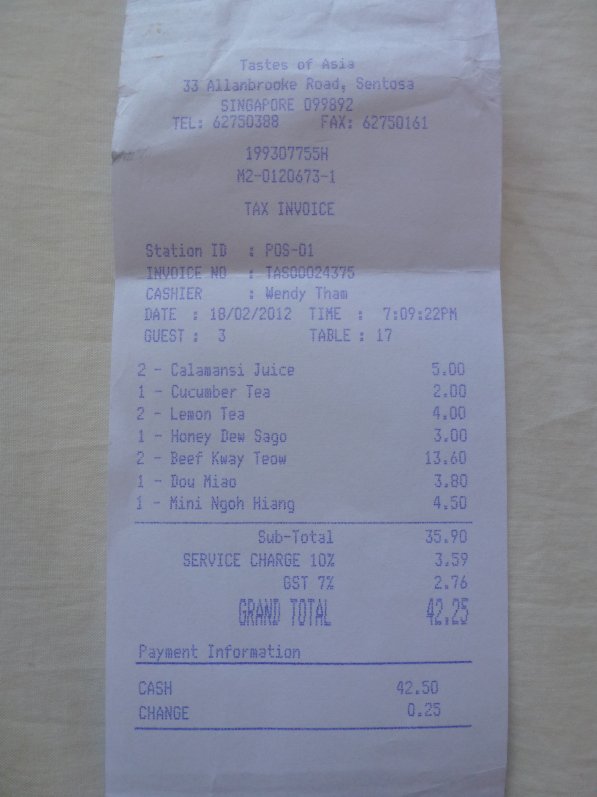 Tastes of Asia
33 Allanbrooke Road, Sentosa
SINGAPORE 099892
TEL: 62750388 FAX: 62750161
199307755H
M2-0120673-1
TAX INVOICE
Station ID : POS-01
INVOICE NO : TAS00024375
CASHIER : Wendy Tham
DATE : 18/02/2012 TIME : 7:09:22PM
GUEST : 3 TABLE : 17
2 - Calamansi Juice 5.00
1 - Cucumber Tea 2.00
2 - Lemon Tea 4.00
1 - Honey Dew Sago 3.00
2 - Beef Kway Teow 13.60
1 - Dou Miao 3.80
1 - Mini Ngoh Hiang 4.50
Sub-Total 35.90
SERVICE CHARGE 10% 3.59
GST 7% 2.76
GRAND TOTAL 42.25
Payment Information
CASH 42.50
CHANGE 0.25